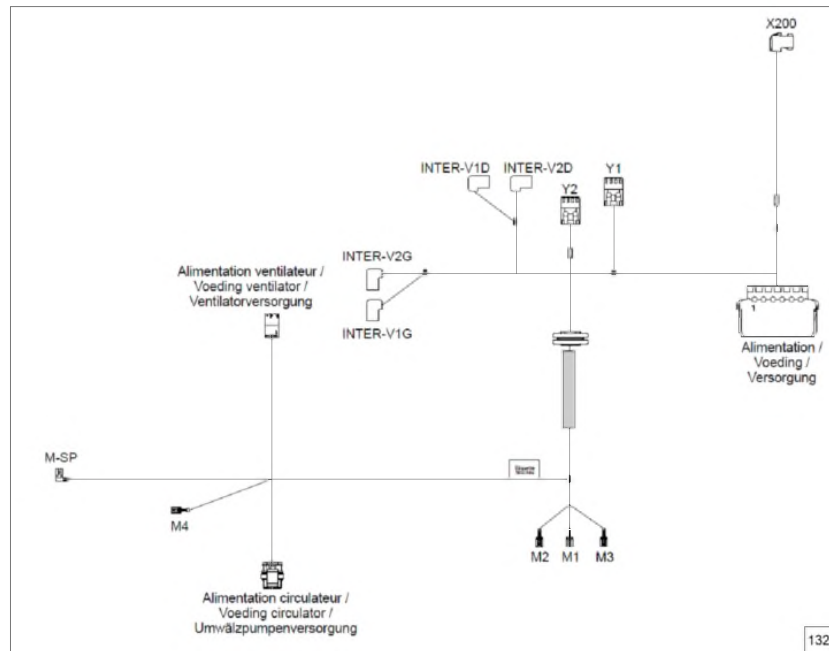 X200
INTER-V1D
INTER-V2D
Y1
Y2
INTER-V2G
Alimentation ventilateur /
Voeding ventilator /
Ventilatorversorgung
INTER-V1G
1
Alimentation /
Voeding /
Versorgung
M-SP
M4
M2
M1
M3
Alimentation circulateur /
Voeding circulator /
Umwälzpumpenversorgung
132